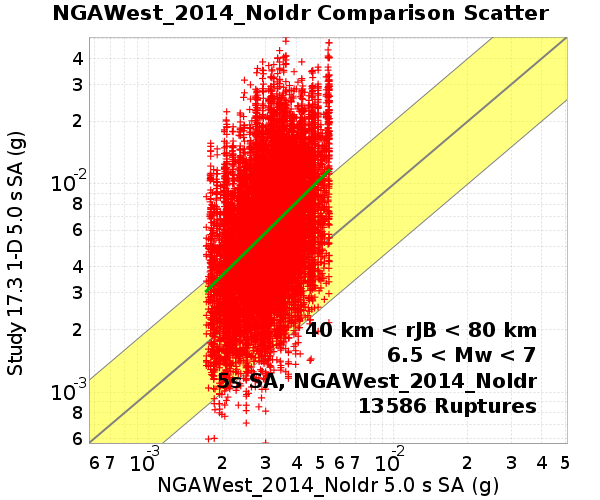 NGAWest_2014_NoIdr Comparison Scatter
Study 17.3 1-D 5.0 s SA (g)
4
3
2
10-2
8
6
4
3
2
10-3
8
6
40 km < rJB < 80 km
6.5 < Mw < 7
5s SA, NGAWest_2014_NoIdr
13586 Ruptures
6 7 10-3 2 3 4 5 6 7 10-2 2 3 4 5
NGAWest_2014_NoIdr 5.0 s SA (g)